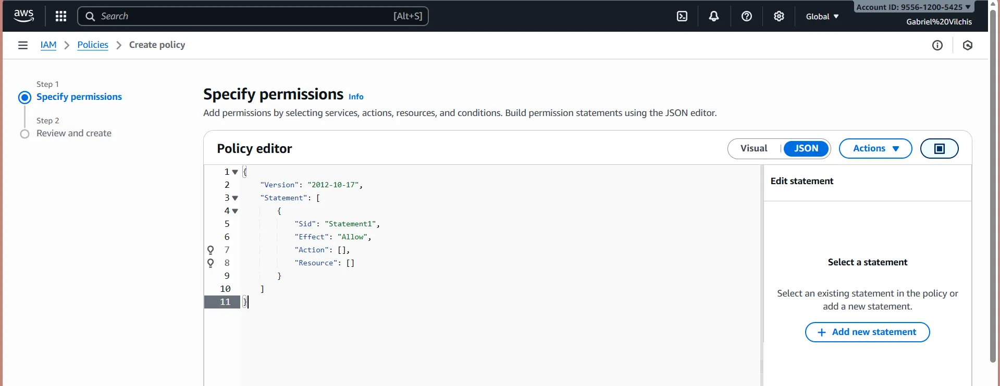 aws
Search [Alt+S]
Global
Account ID: 9556-1200-5425
Gabriel%20Vilchis
IAM > Policies > Create policy
Step 1
Specify permissions
Step 2
Review and create
Specify permissions Info
Add permissions by selecting services, actions, resources, and conditions. Build permission statements using the JSON editor.
Policy editor
Visual JSON Actions
1 {
2 "Version": "2012-10-17",
3 "Statement": [
4 {
5 "Sid": "Statement1",
6 "Effect": "Allow",
7 "Action": [],
8 "Resource": []
9 }
10 ]
11 }
Edit statement
Select a statement
Select an existing statement in the policy or
add a new statement.
+ Add new statement